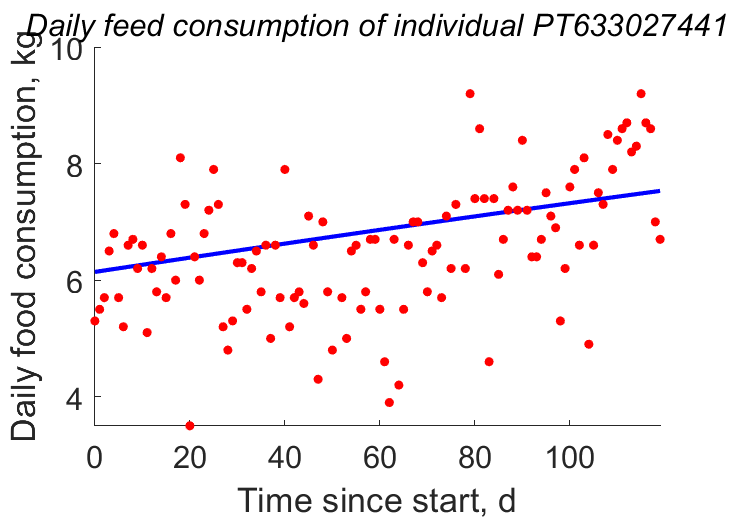 Daily feed consumption of individual PT633027441
Daily food consumption, kg
10
8
6
4
0 20 40 60 80 100
Time since start, d